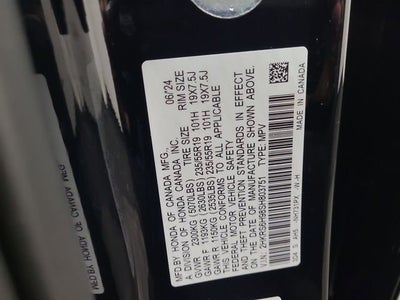 MFD. BY HONDA OF CANADA MFG., 06/24
A DIVISION OF HONDA CANADA INC.
TIRE SIZE RIM SIZE
GVWR 2300KG (5070LBS)
GAWR F 1193KG (2630LBS) 235/55R19 101H 19X7.5J
GAWR R 1150KG (2535LBS) 235/55R19 101H 19X7.5J
THIS VEHICLE CONFORMS TO ALL APPLICABLE
FEDERAL MOTOR VEHICLE SAFETY
AND THEFT PREVENTION STANDARDS IN EFFECT
ON THE DATE OF MANUFACTURE SHOWN ABOVE.
TYPE: MPV
NH731PX -W -H
MADE IN CANADA